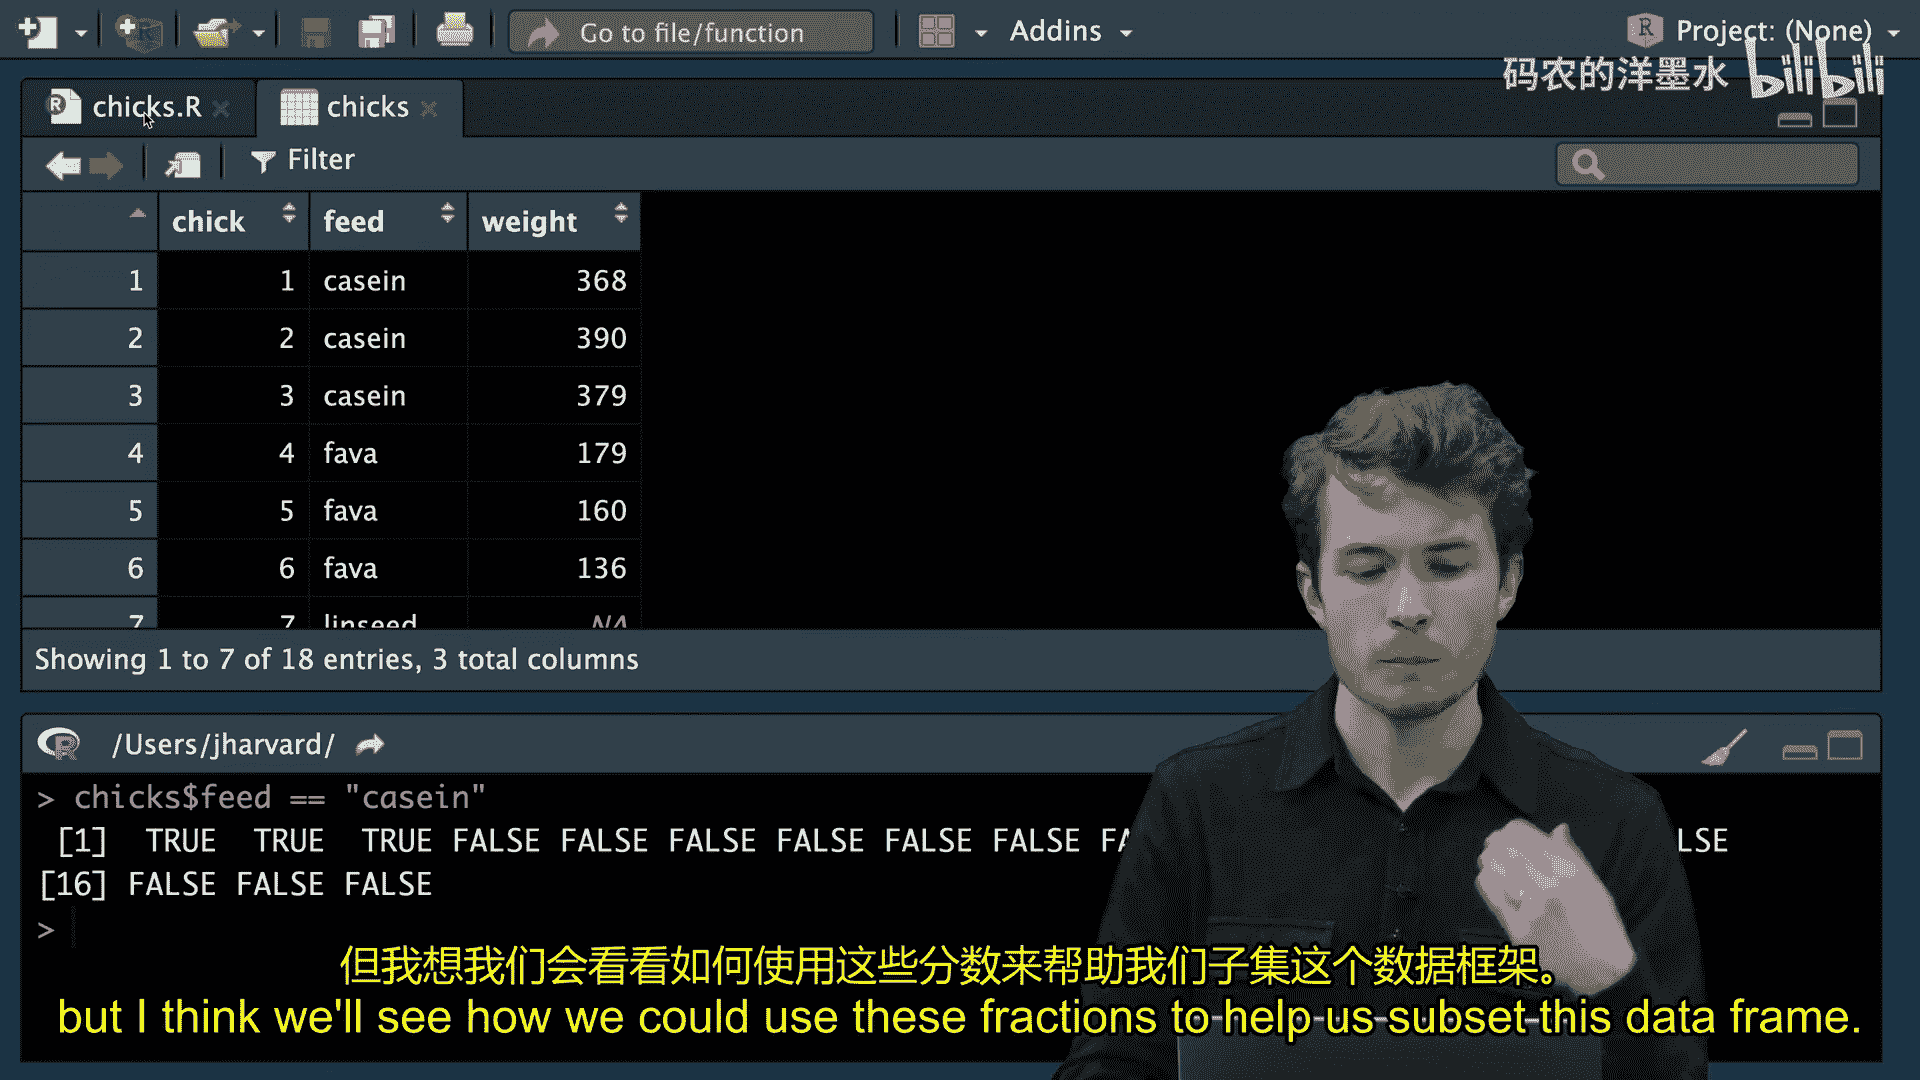 Go to file/function
Addins
Project: (None)
码农的洋墨水 bilibili
chicks.R
chicks
Filter
chick feed weight
1 1 casein 368
2 2 casein 390
3 3 casein 379
4 4 fava 179
5 5 fava 160
6 6 fava 136
7 7 linseed NA
Showing 1 to 7 of 18 entries, 3 total columns
/Users/jharvard/
> chicks$feed == "casein"
[1] TRUE TRUE TRUE FALSE FALSE FALSE FALSE FALSE FALSE FA LSE
[16] FALSE FALSE FALSE
>
但我想我们会看看如何使用这些分数来帮助我们子集这个数据框架。
but I think we'll see how we could use these fractions to help us subset this data frame.